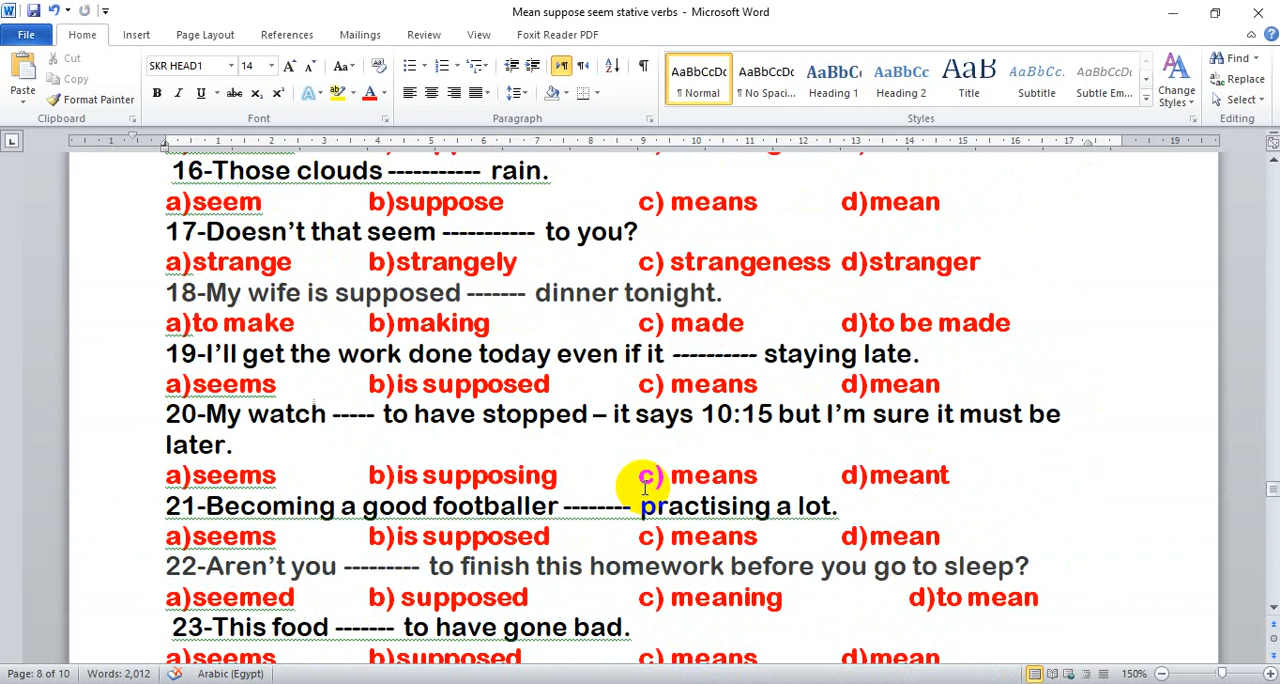 Mean suppose seem stative verbs - Microsoft Word
File Home Insert Page Layout References Mailings Review View Foxit Reader PDF
Cut
Copy
Format Painter
Paste
SKR HEAD1 14
AaBbCcDc AaBbCcDc AaBbCc AaBbCc AaB AaBbCc. AaBbCcDc
¶ Normal ¶ No Spaci... Heading 1 Heading 2 Title Subtitle Subtle Em...
Change Styles
Find
Replace
Select
Clipboard Font Paragraph Styles Editing
16-Those clouds ----------- rain.
a)seem b)suppose c) means d)mean
17-Doesn’t that seem ----------- to you?
a)strange b)strangely c) strangeness d)stranger
18-My wife is supposed ------- dinner tonight.
a)to make b)making c) made d)to be made
19-I’ll get the work done today even if it ---------- staying late.
a)seems b)is supposed c) means d)mean
20-My watch ----- to have stopped – it says 10:15 but I’m sure it must be
later.
a)seems b)is supposing c) means d)meant
21-Becoming a good footballer -------- practising a lot.
a)seems b)is supposed c) means d)mean
22-Aren’t you --------- to finish this homework before you go to sleep?
a)seemed b) supposed c) meaning d)to mean
23-This food ------- to have gone bad.
a)seems b)supposed c) means d)mean
Page: 8 of 10 Words: 2,012 Arabic (Egypt) 150%